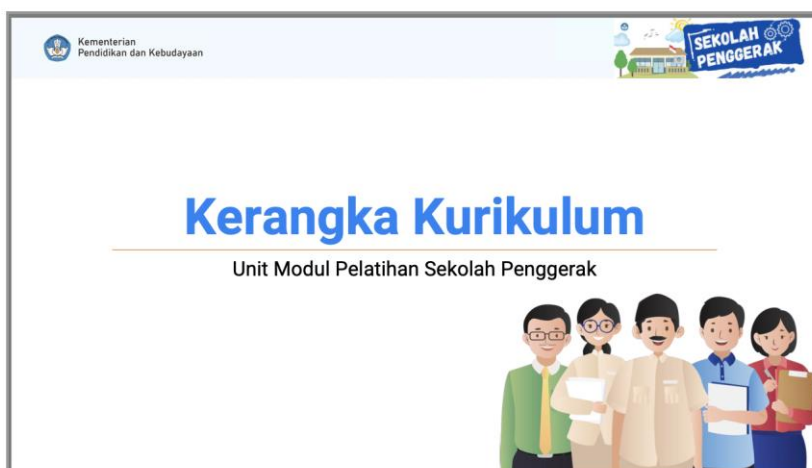 Kementerian
Pendidikan dan Kebudayaan
SEKOLAH
PENGGERAK
Kerangka Kurikulum
Unit Modul Pelatihan Sekolah Penggerak